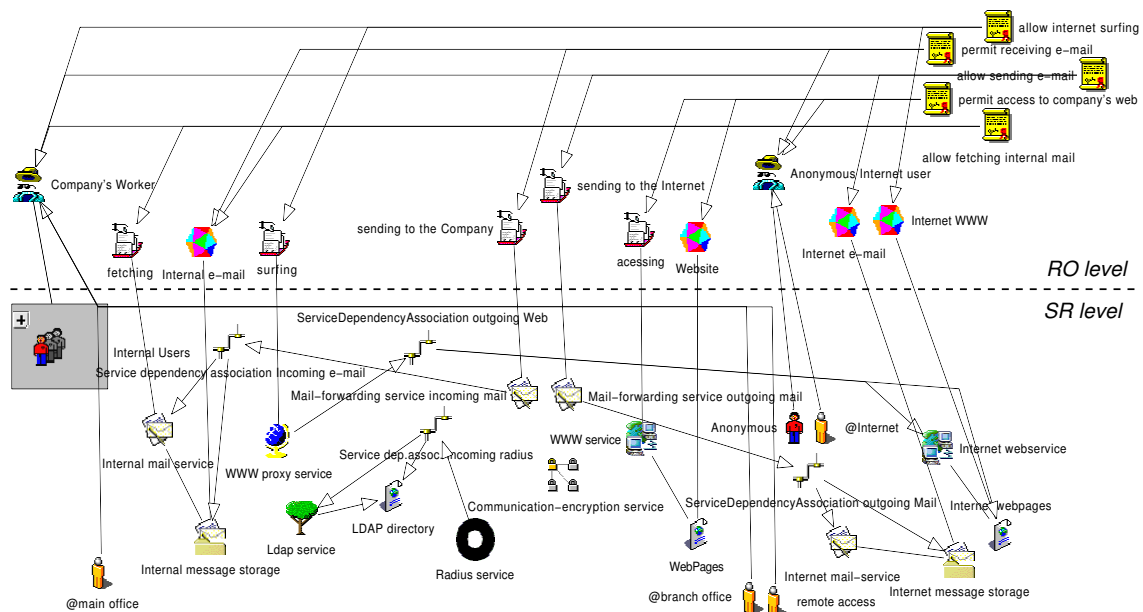 allow internet surfing
permit receiving e-mail
allow sending e-mail
permit access to company's web
allow fetching internal mail
Company's Worker
sending to the Internet
Anonymous Internet user
sending to the Company
Internet WWW
fetching
Internal e-mail
surfing
acessing
Website
Internet e-mail
RO level
SR level
ServiceDependencyAssociation outgoing Web
Internal Users
Service dependency association Incoming e-mail
Mail-forwarding service incoming mail
Mail-forwarding service outgoing mail
Anonymous
@Internet
WWW service
Internet webservice
Internal mail service
WWW proxy service
Service dep.assoc.incoming radius
Communication-encryption service
ServiceDependencyAssociation outgoing Mail
Internet webpages
LDAP directory
Ldap service
Internal message storage
Radius service
WebPages
Internet mail-service
Internet message storage
@main office
@branch office
remote access